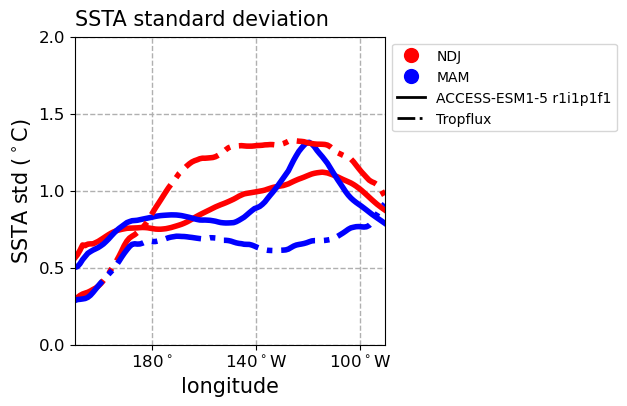 SSTA standard deviation
2.0
1.5
1.0
0.5
0.0
SSTA std (°C)
180°
140°W
100°W
longitude
NDJ
MAM
ACCESS-ESM1-5 r1i1p1f1
Tropflux